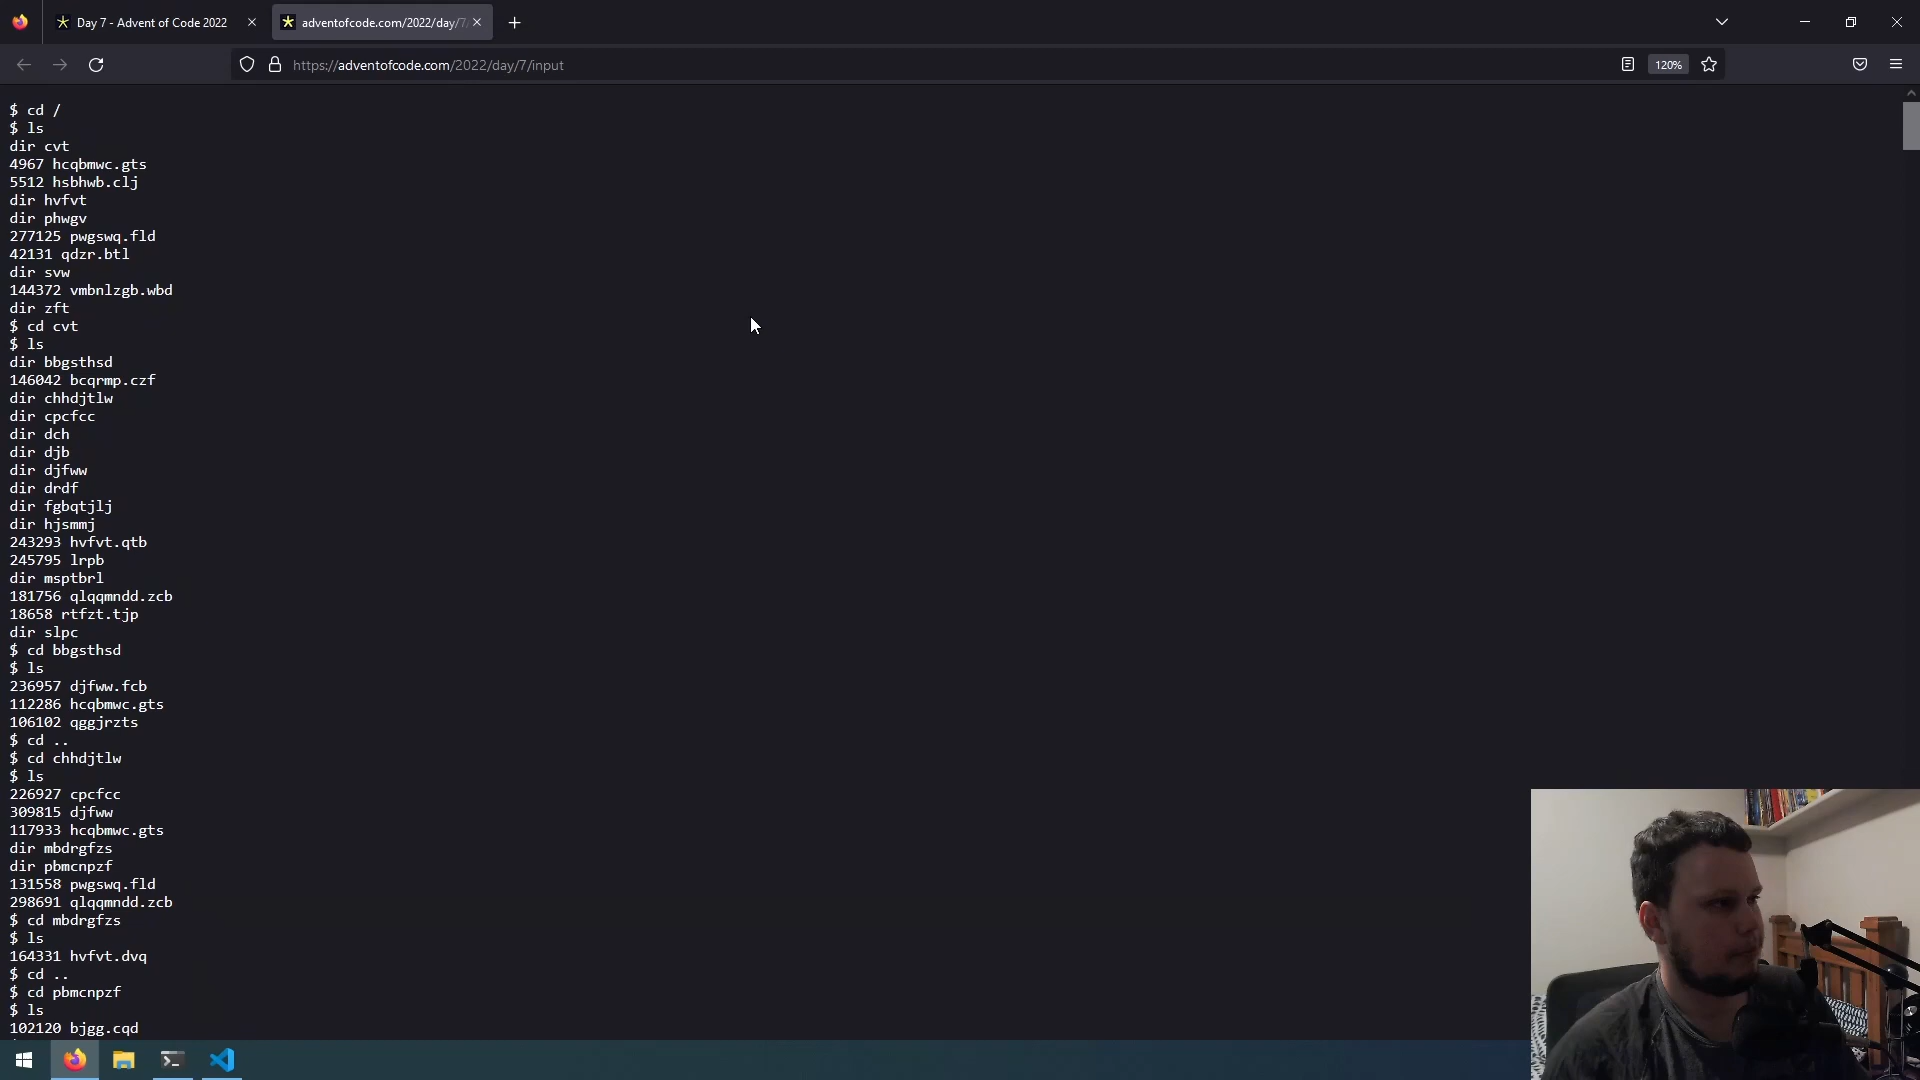 Day 7 - Advent of Code 2022
adventofcode.com/2022/day/7
https://adventofcode.com/2022/day/7/input
120%
$ cd /
$ ls
dir cvt
4967 hcqbmwc.gts
5512 hsbhwb.clj
dir hvfvt
dir phwgv
277125 pwgswq.fld
42131 qdzr.btl
dir svw
144372 vmbnlzgb.wbd
dir zft
$ cd cvt
$ ls
dir bbgsthsd
146042 bcqrmp.czf
dir chhdjtlw
dir cpcfcc
dir dch
dir djb
dir djfww
dir drdf
dir fgbqtjlj
dir hjsmmj
243293 hvfvt.qtb
245795 lrpb
dir msptbrl
181756 qlqqmndd.zcb
18658 rtfzt.tjp
dir slpc
$ cd bbgsthsd
$ ls
236957 djfww.fcb
112286 hcqbmwc.gts
106102 qggjrzts
$ cd ..
$ cd chhdjtlw
$ ls
226927 cpcfcc
309815 djfww
117933 hcqbmwc.gts
dir mbdrgfzs
dir pbmcnpzf
131558 pwgswq.fld
298691 qlqqmndd.zcb
$ cd mbdrgfzs
$ ls
164331 hvfvt.dvq
$ cd ..
$ cd pbmcnpzf
$ ls
102120 bjgg.cqd